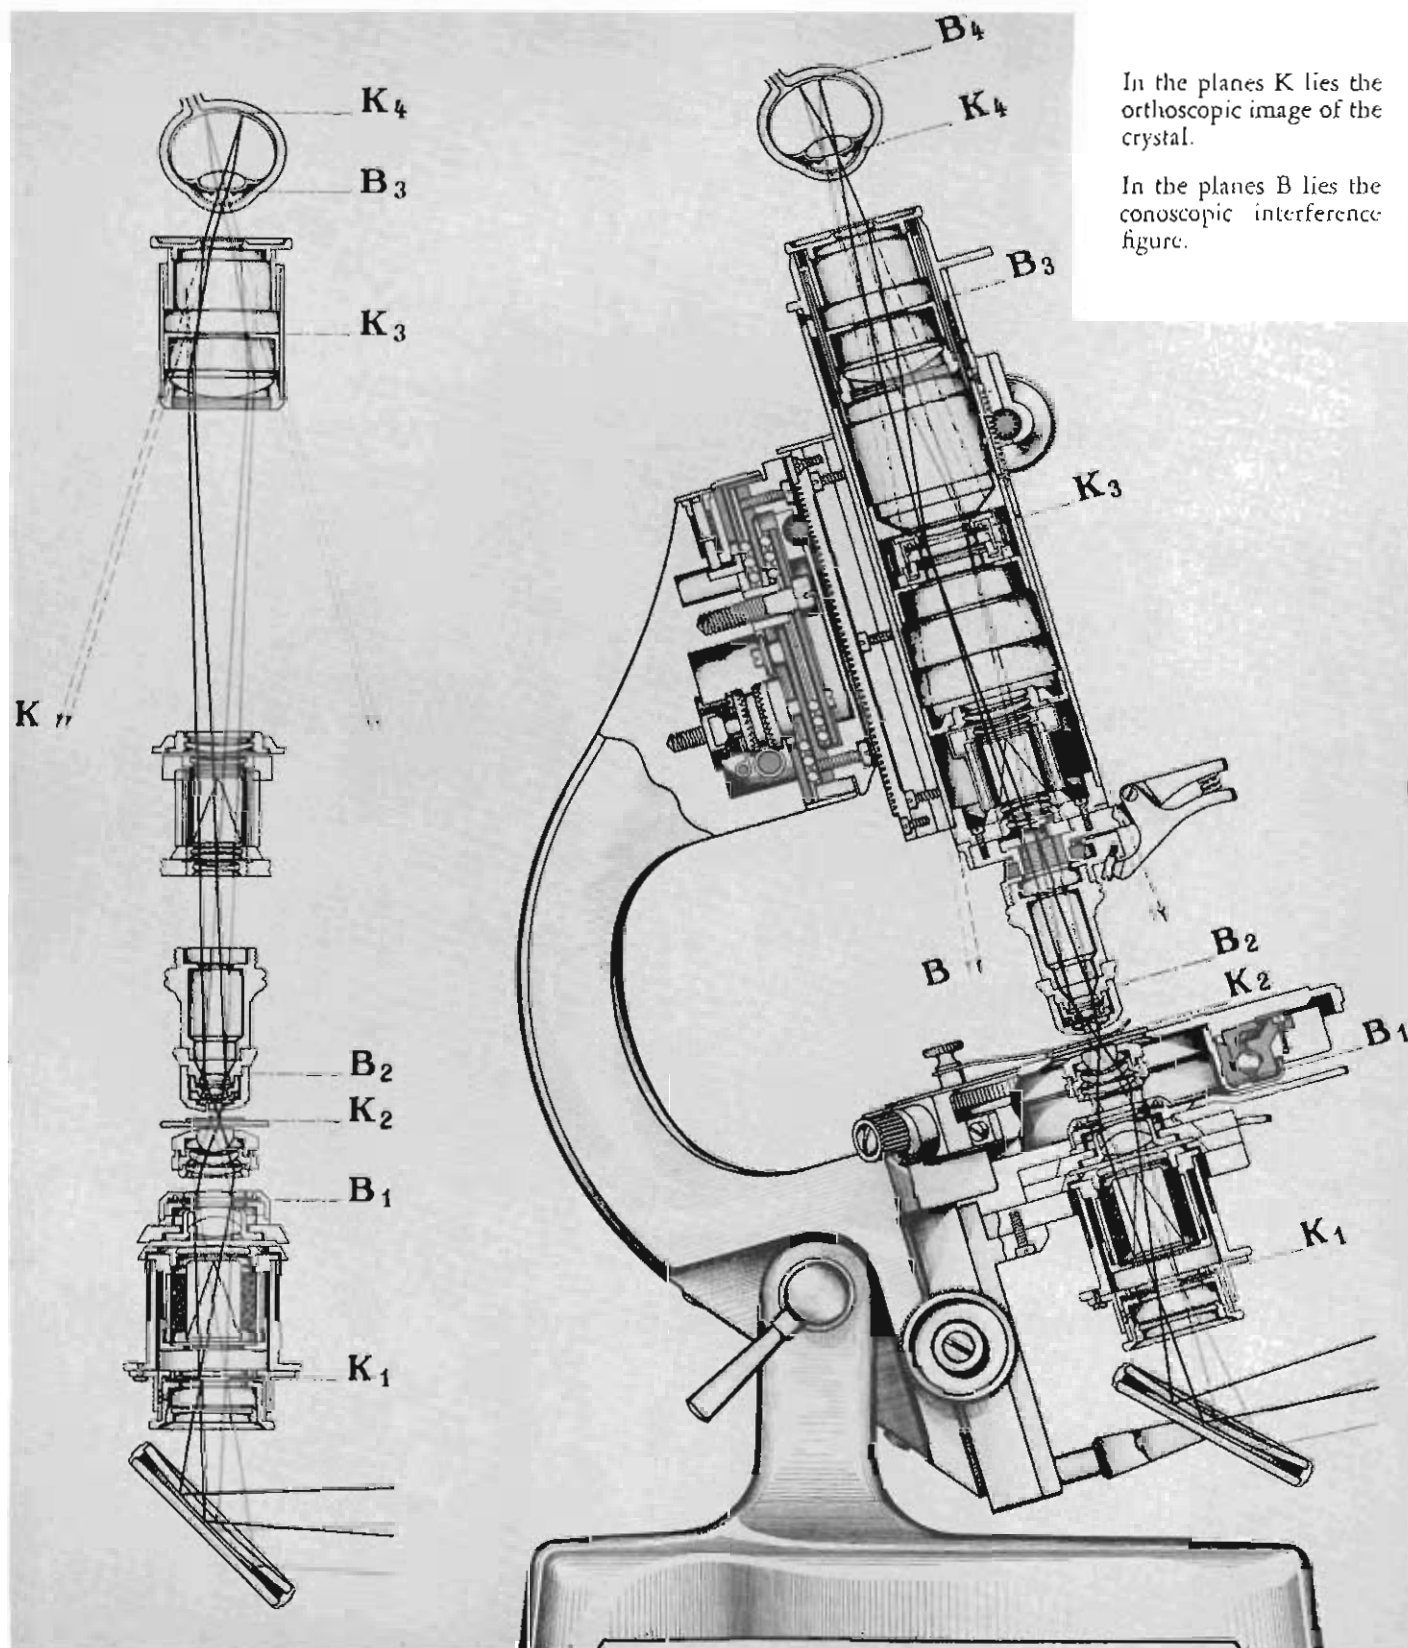 K4
B3
K3
K
B2
K2
B1
K1
B4
K4
B3
K3
B
B2
K2
B1
K1
In the planes K lies the
orthoscopic image of the
crystal.
In the planes B lies the
conoscopic interference
figure.